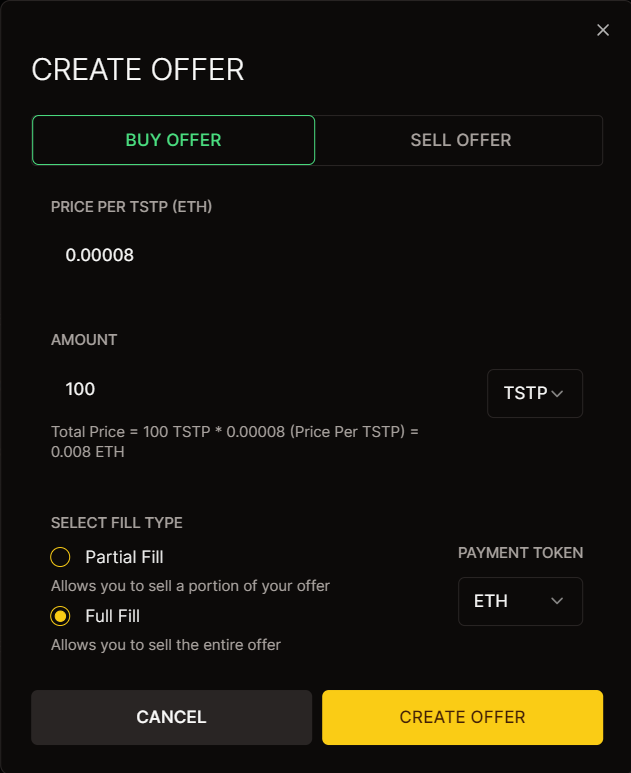 CREATE OFFER
BUY OFFER
SELL OFFER
PRICE PER TSTP (ETH)
0.00008
AMOUNT
100
TSTP
Total Price = 100 TSTP * 0.00008 (Price Per TSTP) =
0.008 ETH
SELECT FILL TYPE
Partial Fill
Allows you to sell a portion of your offer
Full Fill
Allows you to sell the entire offer
PAYMENT TOKEN
ETH
CANCEL
CREATE OFFER